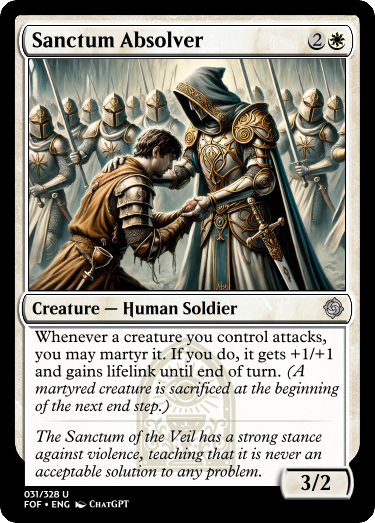 Sanctum Absolver 2
Creature — Human Soldier
Whenever a creature you control attacks,
you may martyr it. If you do, it gets +1/+1
and gains lifelink until end of turn. (A
martyred creature is sacrificed at the beginning
of the next end step.)
The Sanctum of the Veil has a strong stance
against violence, teaching that it is never an
acceptable solution to any problem.
3/2
031/328 U
FOF • ENG ChatGPT